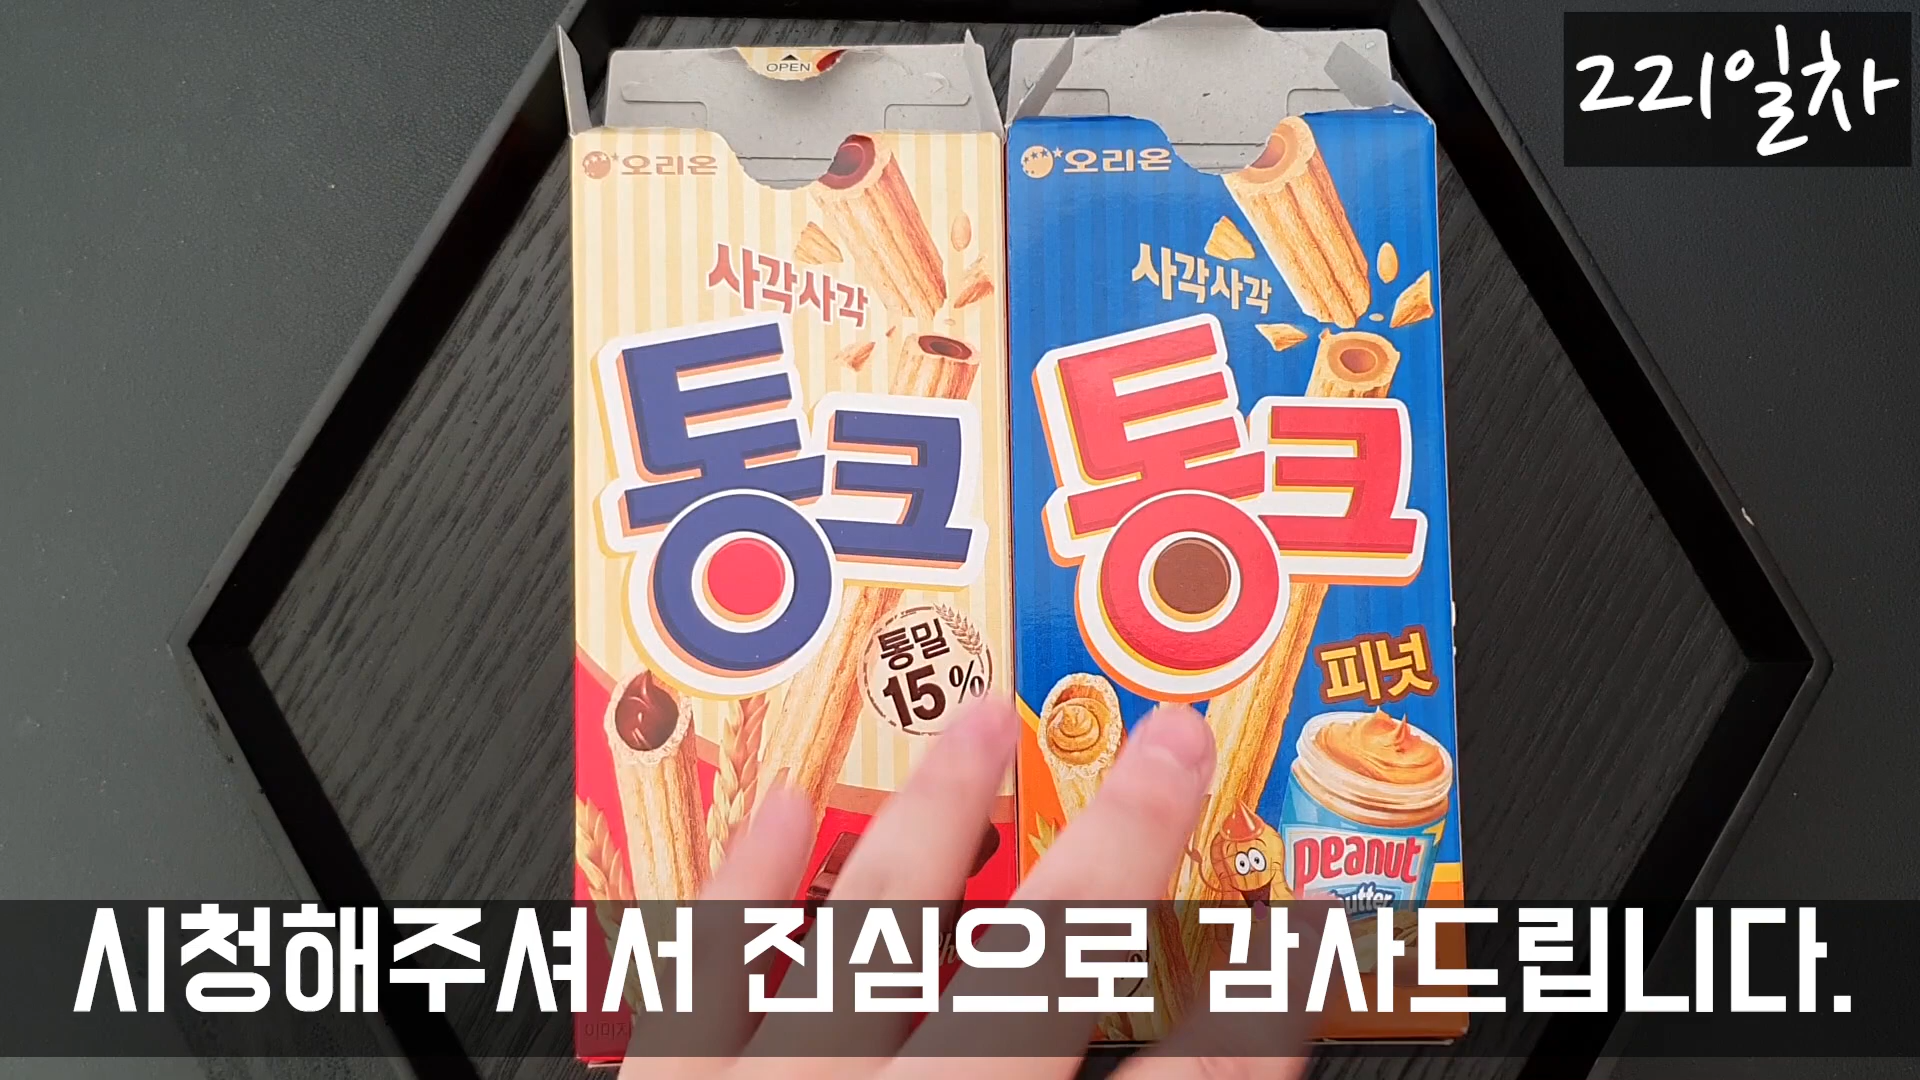 221일차
OPEN
오리온
사각사각
통크
통밀
15%
오리온
사각사각
통크
피넛
peanut
butter
시청해주셔서 진심으로 감사드립니다.